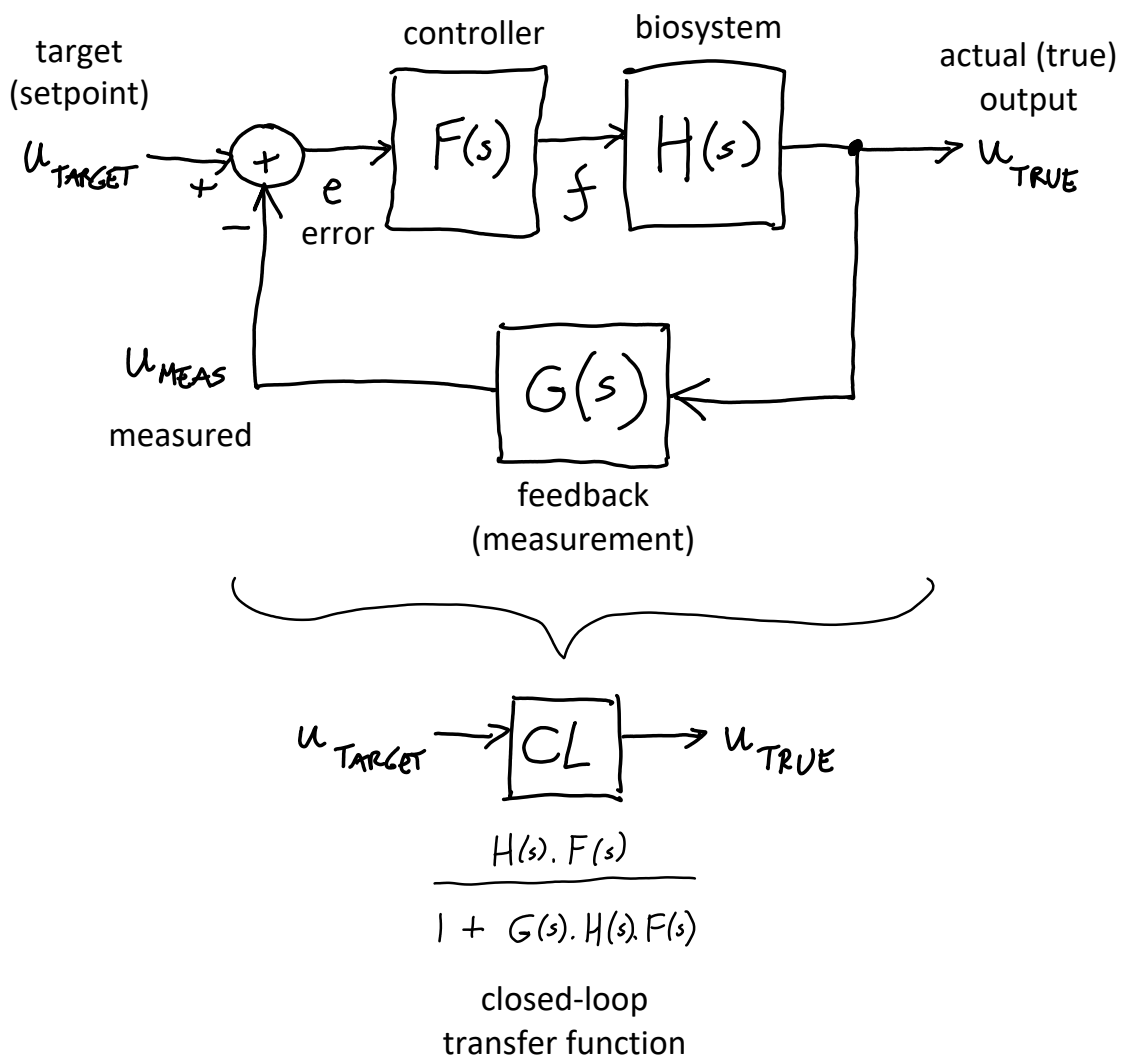 controller
biosystem
target
(setpoint)
actual (true)
output
u TARGET
+
+
−
e
error
F(s)
f
H(s)
u TRUE
u MEAS
measured
G(s)
feedback
(measurement)
u TARGET
CL
u TRUE
H(s). F(s)
1 + G(s). H(s). F(s)
closed-loop
transfer function